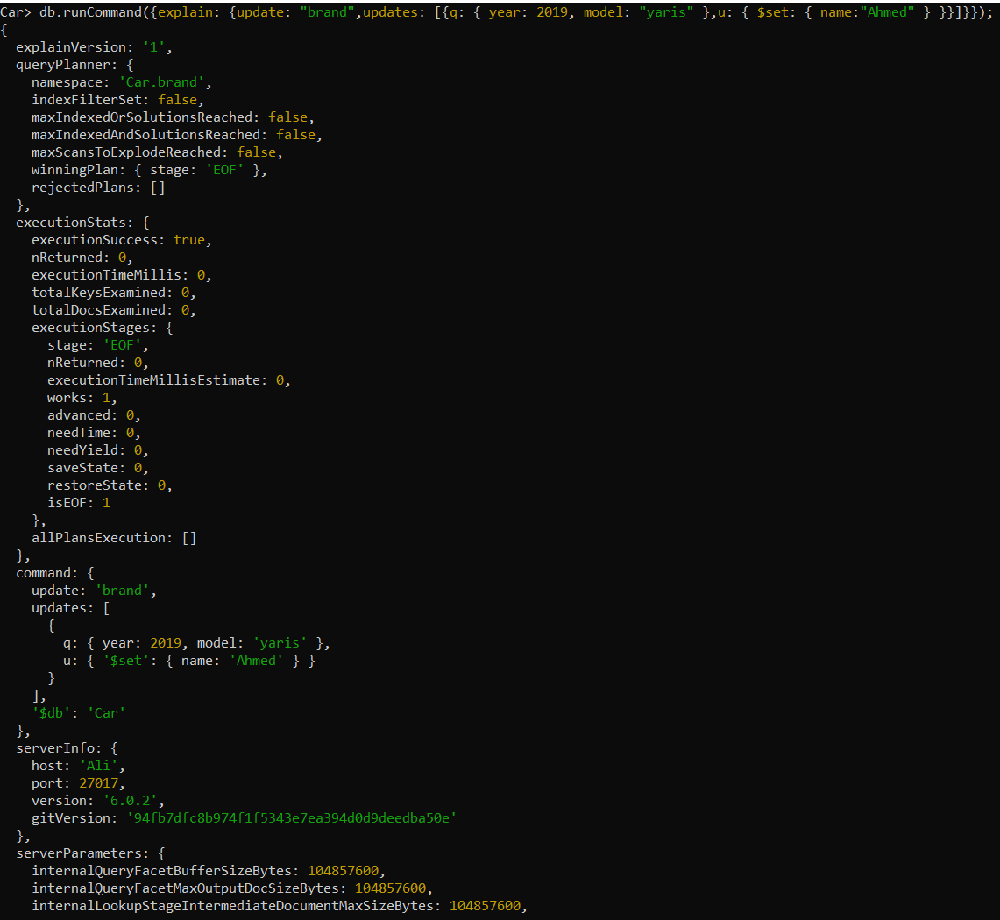 Car> db.runCommand({explain: {update: "brand",updates: [{q: { year: 2019, model: "yaris" },u: { $set: { name:"Ahmed" } }}]}});
{
  explainVersion: '1',
  queryPlanner: {
    namespace: 'Car.brand',
    indexFilterSet: false,
    maxIndexedOrSolutionsReached: false,
    maxIndexedAndSolutionsReached: false,
    maxScansToExplodeReached: false,
    winningPlan: { stage: 'EOF' },
    rejectedPlans: []
  },
  executionStats: {
    executionSuccess: true,
    nReturned: 0,
    executionTimeMillis: 0,
    totalKeysExamined: 0,
    totalDocsExamined: 0,
    executionStages: {
      stage: 'EOF',
      nReturned: 0,
      executionTimeMillisEstimate: 0,
      works: 1,
      advanced: 0,
      needTime: 0,
      needYield: 0,
      saveState: 0,
      restoreState: 0,
      isEOF: 1
    },
    allPlansExecution: []
  },
  command: {
    update: 'brand',
    updates: [
      {
        q: { year: 2019, model: 'yaris' },
        u: { '$set': { name: 'Ahmed' } }
      }
    ],
    '$db': 'Car'
  },
  serverInfo: {
    host: 'Ali',
    port: 27017,
    version: '6.0.2',
    gitVersion: '94fb7dfc8b974f1f5343e7ea394d0d9deedba50e'
  },
  serverParameters: {
    internalQueryFacetBufferSizeBytes: 104857600,
    internalQueryFacetMaxOutputDocSizeBytes: 104857600,
    internalLookupStageIntermediateDocumentMaxSizeBytes: 104857600,